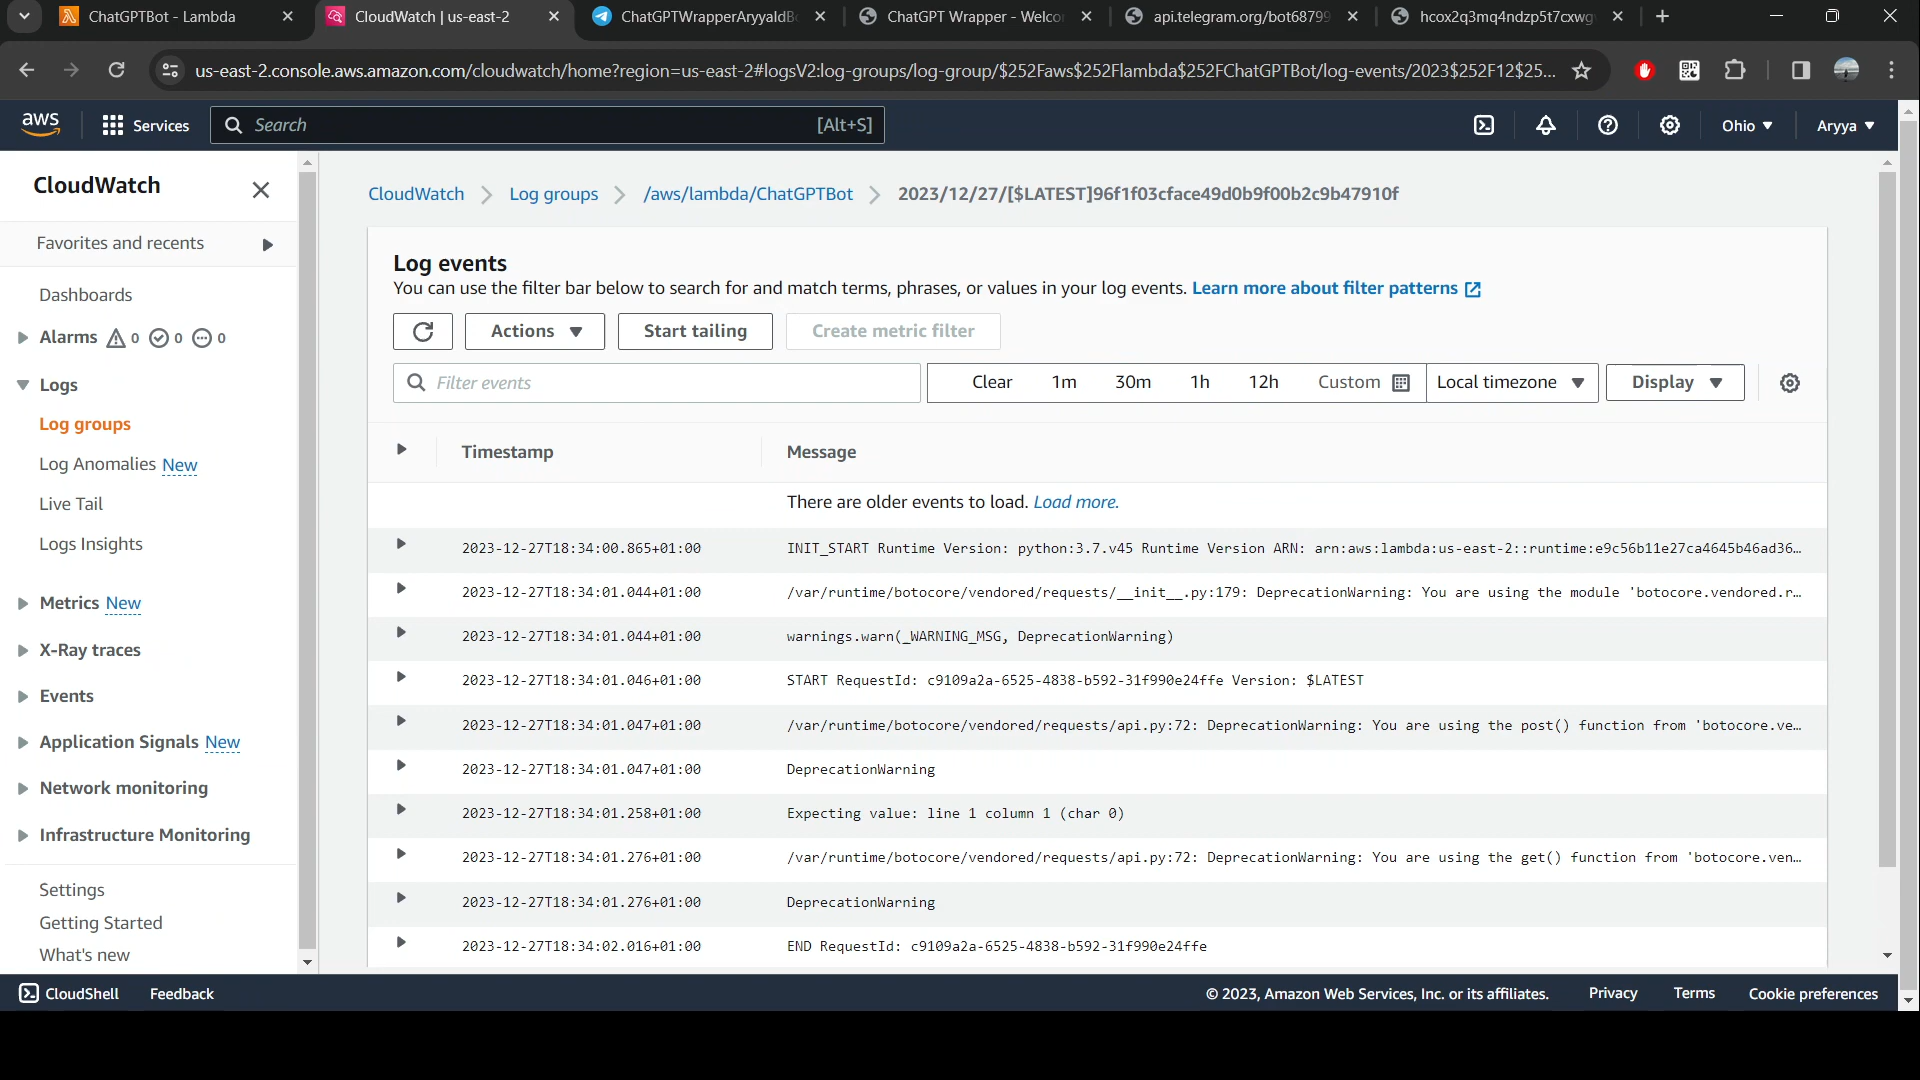 ChatGPTBot - Lambda
CloudWatch | us-east-2
ChatGPTWrapperAryyaldB
ChatGPT Wrapper - Welcor
api.telegram.org/bot68799
hcox2q3mq4ndzp5t7cxwg
us-east-2.console.aws.amazon.com/cloudwatch/home?region=us-east-2#logsV2:log-groups/log-group/$252Faws$252Flambda$252FChatGPTBot/log-events/2023$252F12$25...
aws
Services
Search
[Alt+S]
Ohio
Aryya
CloudWatch
Favorites and recents
Dashboards
Alarms 0 0 0
Logs
Log groups
Log Anomalies New
Live Tail
Logs Insights
Metrics New
X-Ray traces
Events
Application Signals New
Network monitoring
Infrastructure Monitoring
Settings
Getting Started
What's new
CloudWatch
Log groups
/aws/lambda/ChatGPTBot
2023/12/27/[$LATEST]96f1f03cface49d0b9f00b2c9b47910f
Log events
You can use the filter bar below to search for and match terms, phrases, or values in your log events. Learn more about filter patterns
Actions
Start tailing
Create metric filter
Filter events
Clear
1m
30m
1h
12h
Custom
Local timezone
Display
Timestamp
Message
There are older events to load. Load more.
2023-12-27T18:34:00.865+01:00 INIT_START Runtime Version: python:3.7.v45 Runtime Version ARN: arn:aws:lambda:us-east-2::runtime:e9c56b11e27ca4645b46ad36…
2023-12-27T18:34:01.044+01:00 /var/runtime/botocore/vendored/requests/__init__.py:179: DeprecationWarning: You are using the module 'botocore.vendored.r…
2023-12-27T18:34:01.044+01:00 warnings.warn(_WARNING_MSG, DeprecationWarning)
2023-12-27T18:34:01.046+01:00 START RequestId: c9109a2a-6525-4838-b592-31f990e24ffe Version: $LATEST
2023-12-27T18:34:01.047+01:00 /var/runtime/botocore/vendored/requests/api.py:72: DeprecationWarning: You are using the post() function from 'botocore.ve…
2023-12-27T18:34:01.047+01:00 DeprecationWarning
2023-12-27T18:34:01.258+01:00 Expecting value: line 1 column 1 (char 0)
2023-12-27T18:34:01.276+01:00 /var/runtime/botocore/vendored/requests/api.py:72: DeprecationWarning: You are using the get() function from 'botocore.ven…
2023-12-27T18:34:01.276+01:00 DeprecationWarning
2023-12-27T18:34:02.016+01:00 END RequestId: c9109a2a-6525-4838-b592-31f990e24ffe
CloudShell
Feedback
© 2023, Amazon Web Services, Inc. or its affiliates.
Privacy
Terms
Cookie preferences